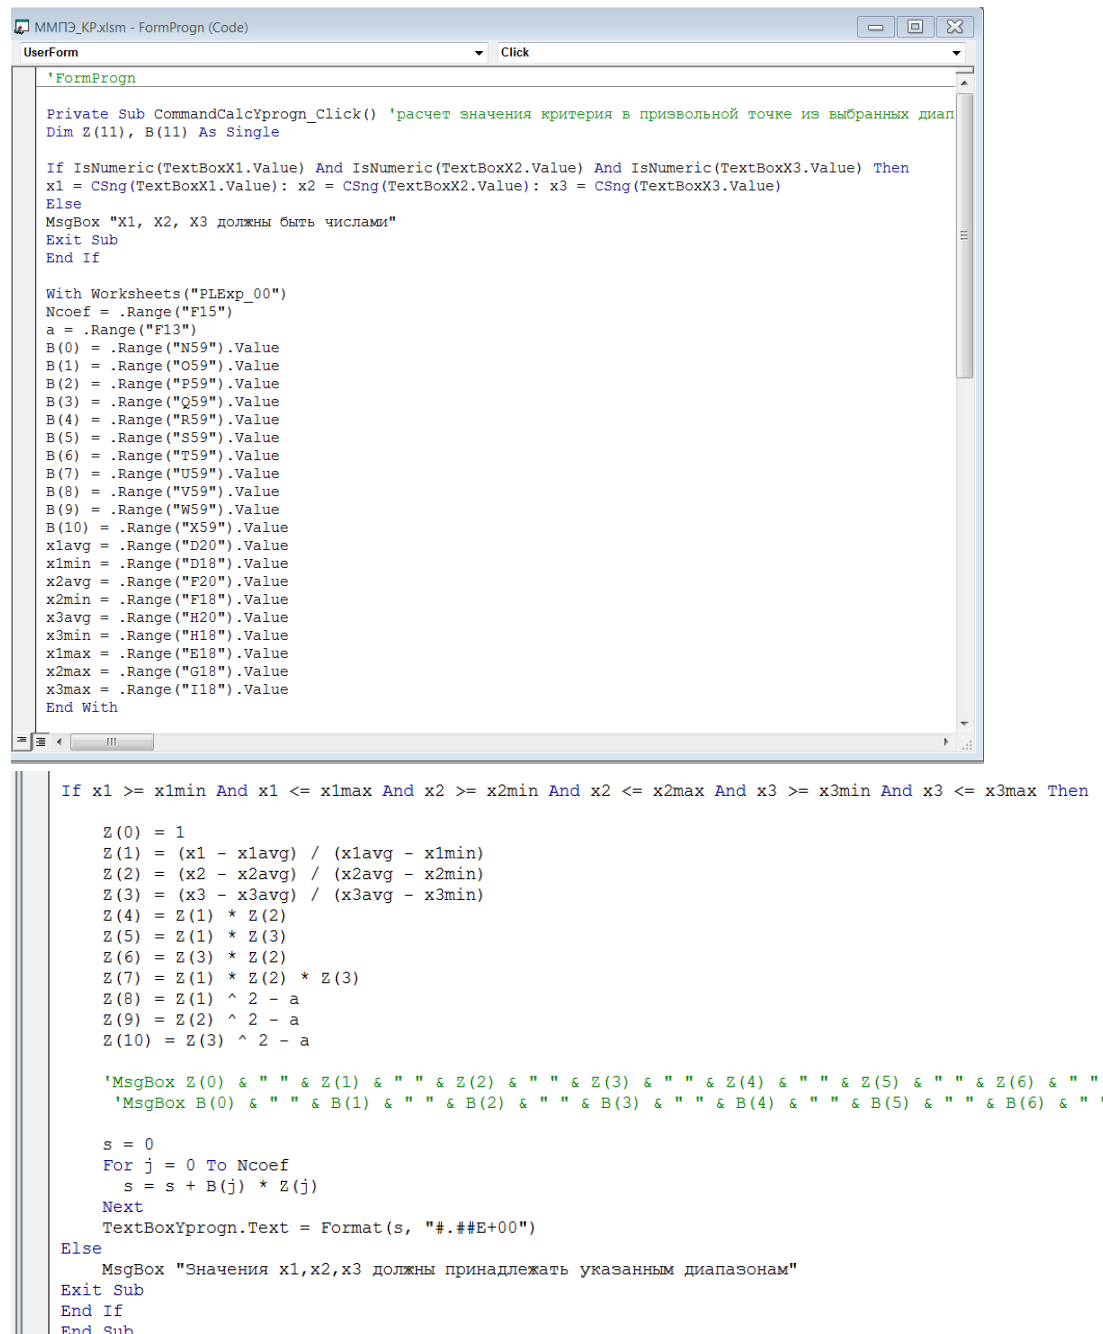 ММПЭ_КР.xlsm - FormProgn (Code)
UserForm Click
'FormProgn
Private Sub CommandCalcYprogn_Click() 'расчет значения критерия в призвольной точке из выбранных диап
Dim Z(11), B(11) As Single
If IsNumeric(TextBoxX1.Value) And IsNumeric(TextBoxX2.Value) And IsNumeric(TextBoxX3.Value) Then
x1 = CSng(TextBoxX1.Value): x2 = CSng(TextBoxX2.Value): x3 = CSng(TextBoxX3.Value)
Else
MsgBox "X1, X2, X3 должны быть числами"
Exit Sub
End If
With Worksheets("PLExp_00")
Ncoef = .Range("F15")
a = .Range("F13")
B(0) = .Range("N59").Value
B(1) = .Range("O59").Value
B(2) = .Range("P59").Value
B(3) = .Range("Q59").Value
B(4) = .Range("R59").Value
B(5) = .Range("S59").Value
B(6) = .Range("T59").Value
B(7) = .Range("U59").Value
B(8) = .Range("V59").Value
B(9) = .Range("W59").Value
B(10) = .Range("X59").Value
x1avg = .Range("D20").Value
x1min = .Range("D18").Value
x2avg = .Range("F20").Value
x2min = .Range("F18").Value
x3avg = .Range("H20").Value
x3min = .Range("H18").Value
x1max = .Range("E18").Value
x2max = .Range("G18").Value
x3max = .Range("I18").Value
End With
If x1 >= x1min And x1 <= x1max And x2 >= x2min And x2 <= x2max And x3 >= x3min And x3 <= x3max Then
Z(0) = 1
Z(1) = (x1 - x1avg) / (x1avg - x1min)
Z(2) = (x2 - x2avg) / (x2avg - x2min)
Z(3) = (x3 - x3avg) / (x3avg - x3min)
Z(4) = Z(1) * Z(2)
Z(5) = Z(1) * Z(3)
Z(6) = Z(3) * Z(2)
Z(7) = Z(1) * Z(2) * Z(3)
Z(8) = Z(1) ^ 2 - a
Z(9) = Z(2) ^ 2 - a
Z(10) = Z(3) ^ 2 - a
'MsgBox Z(0) & " " & Z(1) & " " & Z(2) & " " & Z(3) & " " & Z(4) & " " & Z(5) & " " & Z(6) & " "
'MsgBox B(0) & " " & B(1) & " " & B(2) & " " & B(3) & " " & B(4) & " " & B(5) & " " & B(6) & " "
s = 0
For j = 0 To Ncoef
s = s + B(j) * Z(j)
Next
TextBoxYprogn.Text = Format(s, "#.##E+00")
Else
MsgBox "Значения x1,x2,x3 должны принадлежать указанным диапазонам"
Exit Sub
End If
End Sub